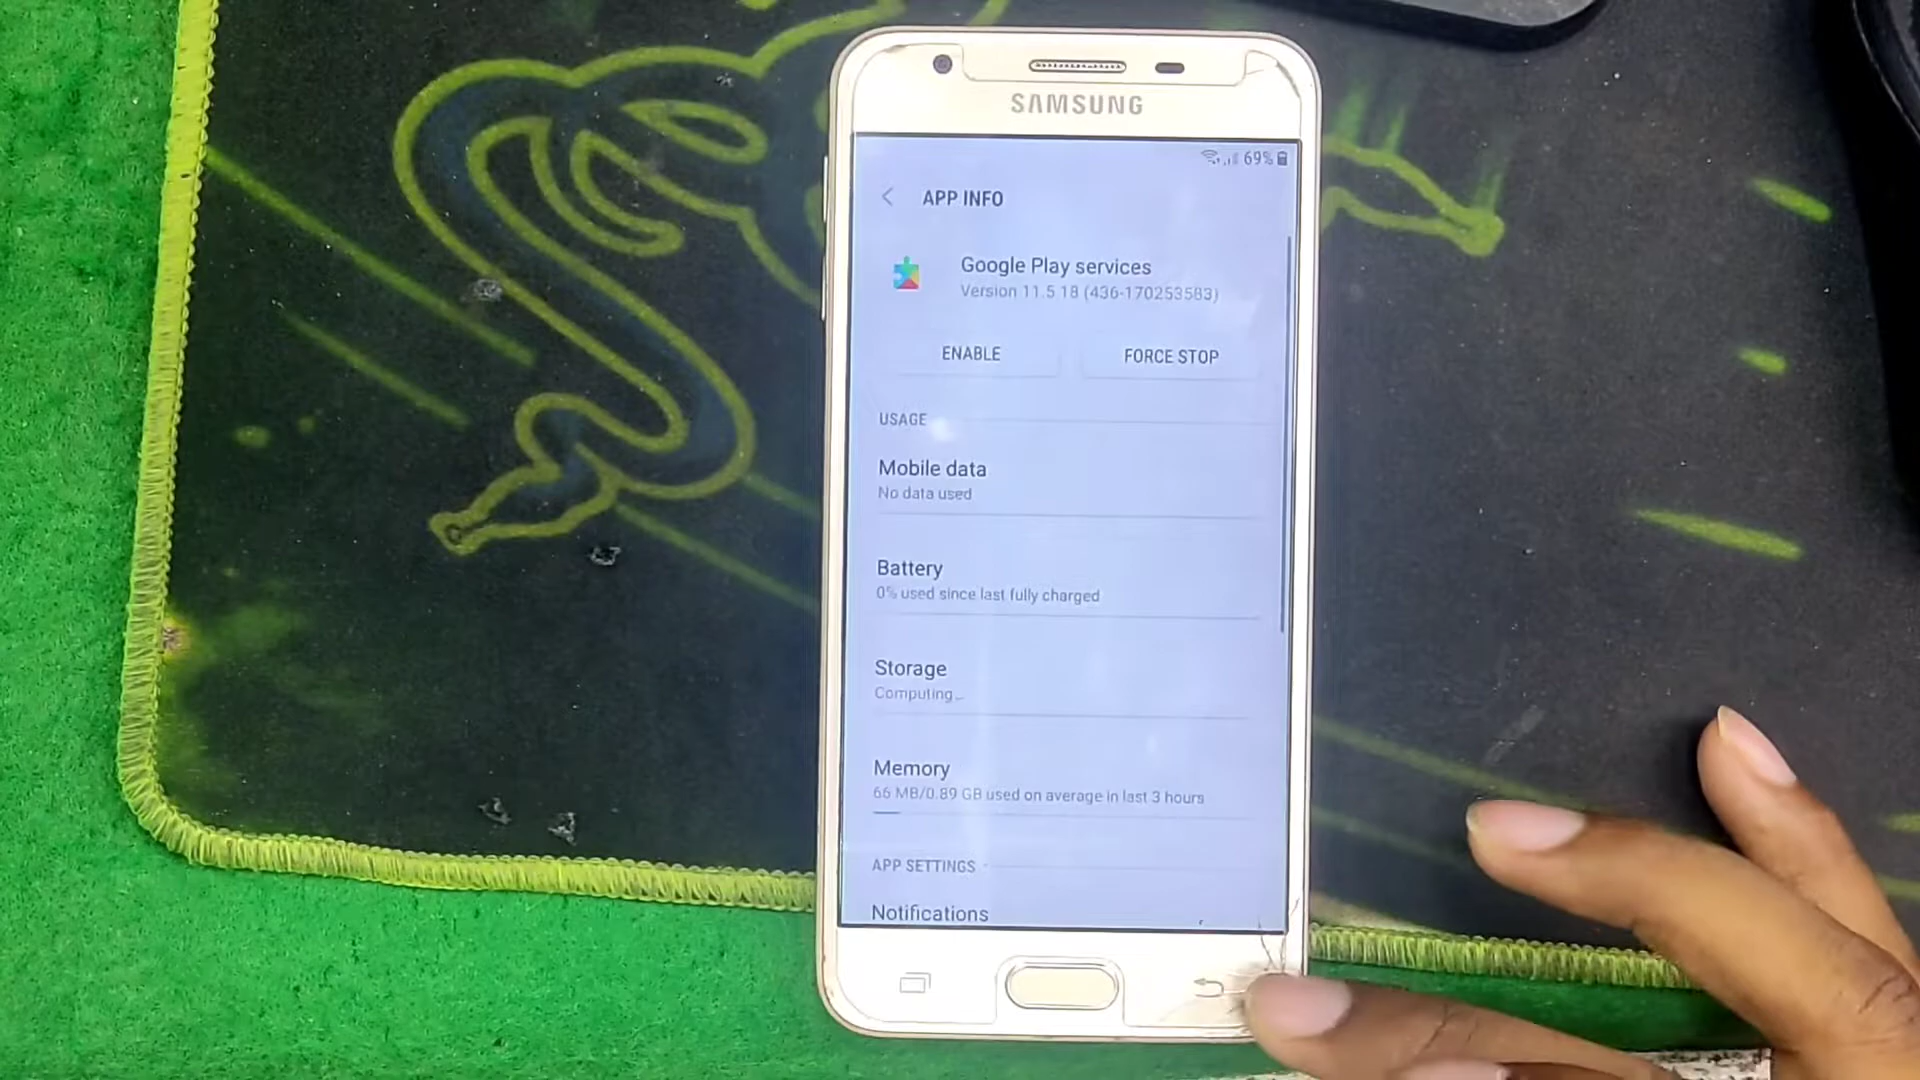 SAMSUNG
69%
APP INFO
Google Play services
Version 11.5 18 (436-170253583)
ENABLE
FORCE STOP
USAGE
Mobile data
No data used
Battery
0% used since last fully charged
Storage
Computing...
Memory
66 MB/0.89 GB used on average in last 3 hours
APP SETTINGS
Notifications